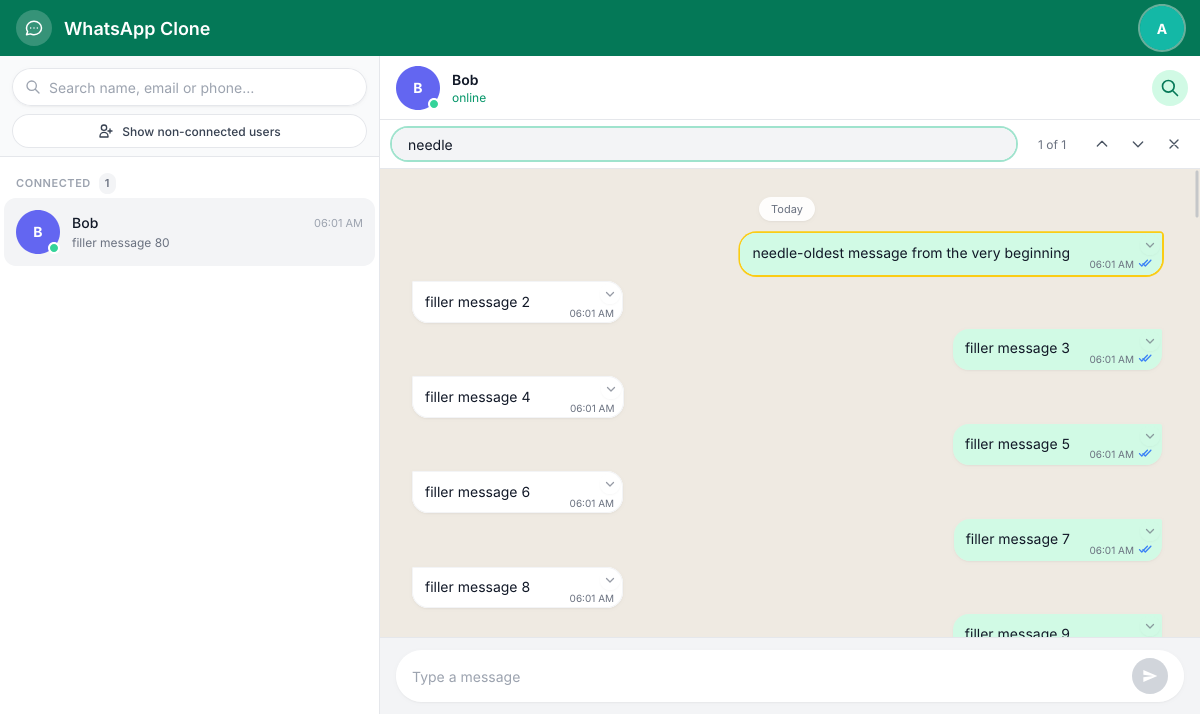 WhatsApp Clone
A
Search name, email or phone...
Show non-connected users
CONNECTED 1
B
Bob
06:01 AM
filler message 80
B
Bob
online
needle
1 of 1
Today
needle-oldest message from the very beginning
06:01 AM
filler message 2
06:01 AM
filler message 3
06:01 AM
filler message 4
06:01 AM
filler message 5
06:01 AM
filler message 6
06:01 AM
filler message 7
06:01 AM
filler message 8
06:01 AM
filler message 9
Type a message